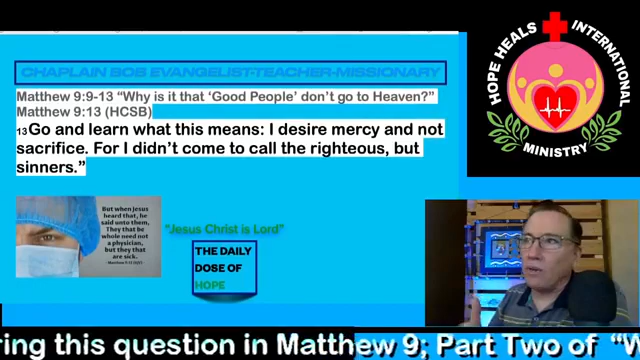 CHAPLAIN BOB EVANGELIST-TEACHER-MISSIONARY
Matthew 9:9-13 “Why is it that ‘Good People’ don’t go to Heaven?”
Matthew 9:13 (HCSB)
13Go and learn what this means: I desire mercy and not
sacrifice. For I didn’t come to call the righteous, but
sinners.”
But when Jesus
heard that, he
said unto them,
They that be
whole need not
a physician,
but they that
are sick.
"Jesus Christ is Lord"
THE DAILY
DOSE OF
HOPE
HOPE HEALS
INTERNATIONAL
MINISTRY
ring this question in Matthew 9; Part Two of “W